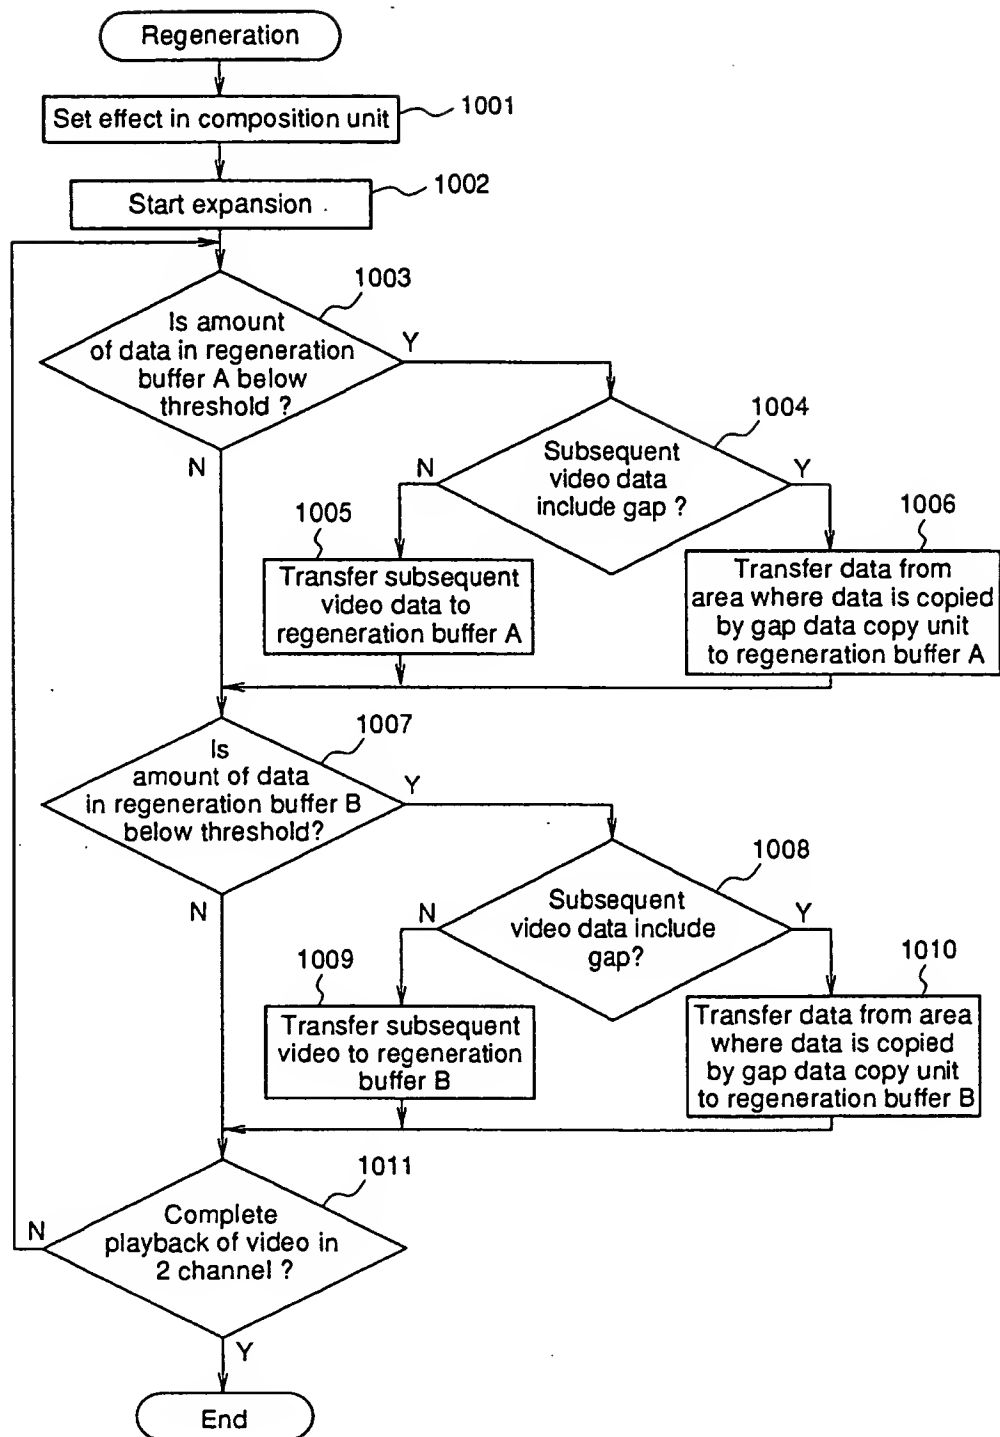 Regeneration
Set effect in composition unit
1001
Start expansion
1002
1003
Is amount
of data in regeneration
buffer A below
threshold ?
Y
N
1004
Subsequent
video data
include gap ?
N
Y
1005
Transfer subsequent
video data to
regeneration buffer A
1006
Transfer data from
area where data is copied
by gap data copy unit
to regeneration buffer A
1007
Is
amount of data
in regeneration buffer B
below threshold?
Y
N
1008
Subsequent
video data include
gap?
N
Y
1009
Transfer subsequent
video to regeneration
buffer B
1010
Transfer data from area
where data is copied
by gap data copy unit
to regeneration buffer B
1011
Complete
playback of video in
2 channel ?
N
Y
End